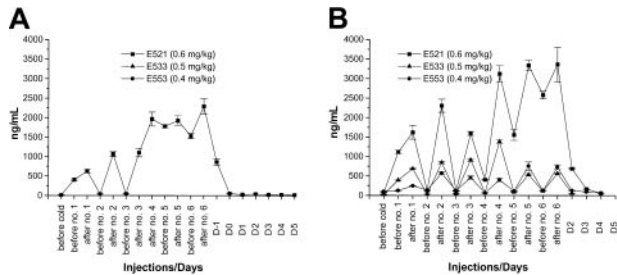 A
4000
3500
3000
2500
2000
1500
1000
500
0
ng/mL
E521 (0.6 mg/kg)
E533 (0.5 mg/kg)
E553 (0.4 mg/kg)
before cold
before no. 1
after no. 1
before no. 2
after no. 2
before no. 3
after no. 3
after no. 4
before no. 5
after no. 5
before no. 6
after no. 6
D-1
D0
D1
D2
D3
D4
D5
Injections/Days
B
4000
3500
3000
2500
2000
1500
1000
500
0
ng/mL
E521 (0.6 mg/kg)
E533 (0.5 mg/kg)
E553 (0.4 mg/kg)
before cold
before no. 1
after no. 1
before no. 2
after no. 2
before no. 3
after no. 3
before no. 4
after no. 4
before no. 5
after no. 5
before no. 6
after no. 6
D2
D3
D4
D5
Injections/Days